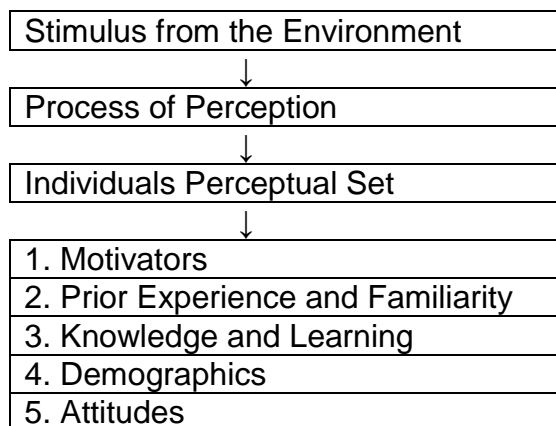 Stimulus from the Environment
↓
Process of Perception
↓
Individuals Perceptual Set
↓
1. Motivators
2. Prior Experience and Familiarity
3. Knowledge and Learning
4. Demographics
5. Attitudes